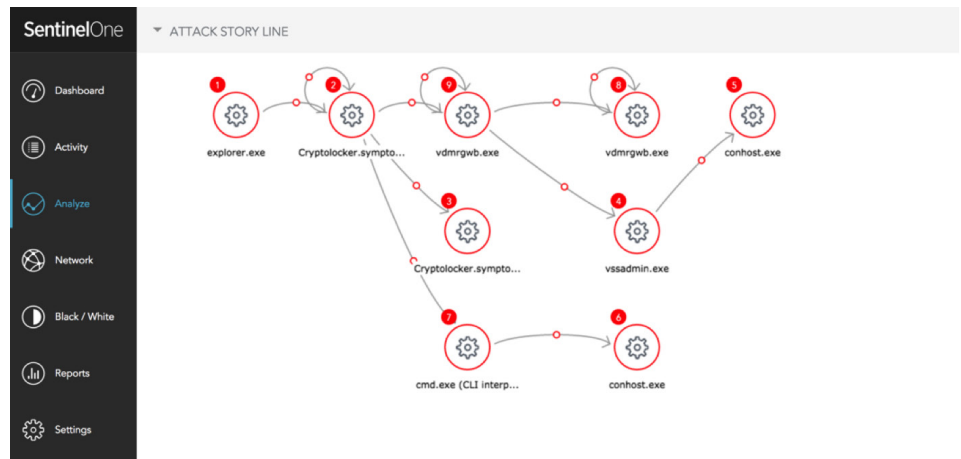 SentinelOne
ATTACK STORY LINE
Dashboard
Activity
Analyze
Network
Black / White
Reports
Settings
1
explorer.exe
2
Cryptolocker.sympto...
9
vdmrgwb.exe
8
vdmrgwb.exe
5
conhost.exe
3
Cryptolocker.sympto...
4
vssadmin.exe
7
cmd.exe (CLI interp...
6
conhost.exe